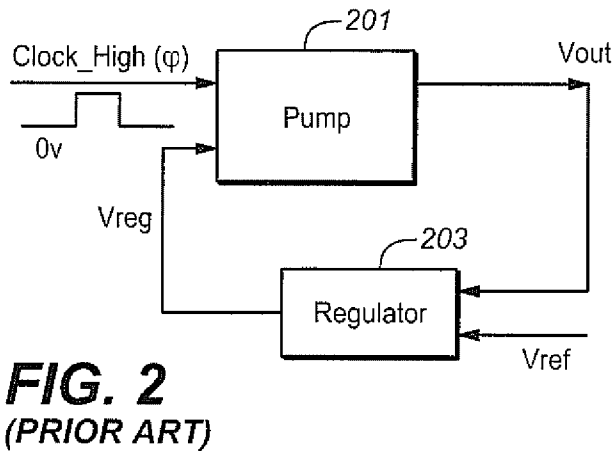 201
Clock_High (φ)
Vout
Pump
0v
Vreg
203
Regulator
Vref
FIG. 2
(PRIOR ART)